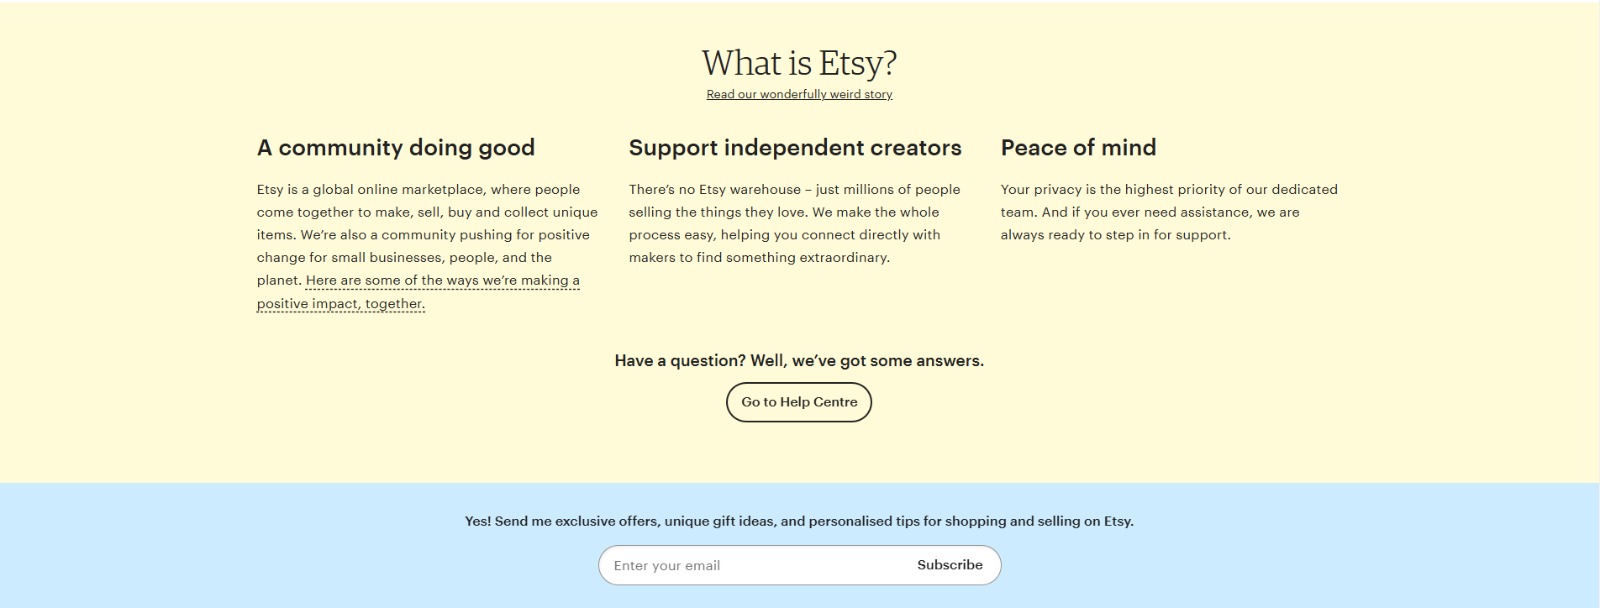 What is Etsy?
Read our wonderfully weird story
A community doing good
Etsy is a global online marketplace, where people
come together to make, sell, buy and collect unique
items. We’re also a community pushing for positive
change for small businesses, people, and the
planet. Here are some of the ways we’re making a
positive impact, together.
Support independent creators
There’s no Etsy warehouse – just millions of people
selling the things they love. We make the whole
process easy, helping you connect directly with
makers to find something extraordinary.
Peace of mind
Your privacy is the highest priority of our dedicated
team. And if you ever need assistance, we are
always ready to step in for support.
Have a question? Well, we’ve got some answers.
Go to Help Centre
Yes! Send me exclusive offers, unique gift ideas, and personalised tips for shopping and selling on Etsy.
Enter your email
Subscribe